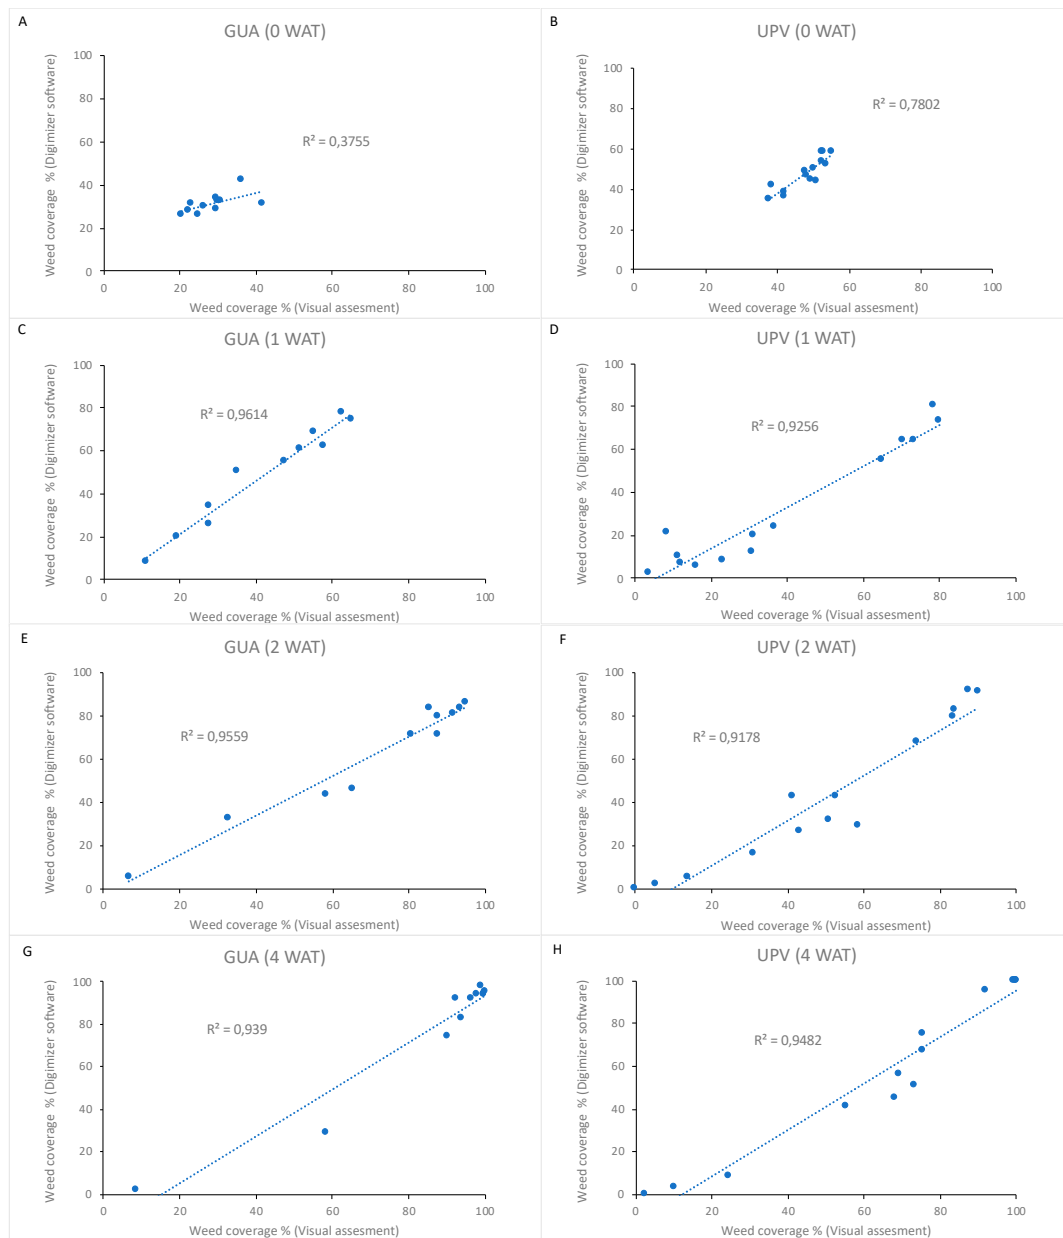 A
GUA (0 WAT)
Weed coverage % (Digimizer software)
100
80
60
40
20
0
R² = 0,3755
20 40 60 80 100
Weed coverage % (Visual assesment)
B
UPV (0 WAT)
Weed coverage % (Digimizer software)
100
80
60
40
20
0
R² = 0,7802
0 20 40 60 80 100
Weed coverage % (Visual assesment)
C
GUA (1 WAT)
Weed coverage % (Digimizer software)
100
80
60
40
20
0
R² = 0,9614
0 20 40 60 80 100
Weed coverage % (Visual assesment)
D
UPV (1 WAT)
Weed coverage % (Digimizer software)
100
80
60
40
20
0
R² = 0,9256
0 20 40 60 80 100
Weed coverage % (Visual assesment)
E
GUA (2 WAT)
Weed coverage % (Digimizer software)
100
80
60
40
20
0
R² = 0,9559
0 20 40 60 80 100
Weed coverage % (Visual assesment)
F
UPV (2 WAT)
Weed coverage % (Digimizer software)
100
80
60
40
20
0
R² = 0,9178
0 20 40 60 80 100
Weed coverage % (Visual assesment)
G
GUA (4 WAT)
Weed coverage % (Digimizer software)
100
80
60
40
20
0
R² = 0,939
0 20 40 60 80 100
Weed coverage % (Visual assesment)
H
UPV (4 WAT)
Weed coverage % (Digimizer software)
100
80
60
40
20
0
R² = 0,9482
0 20 40 60 80 100
Weed coverage % (Visual assesment)